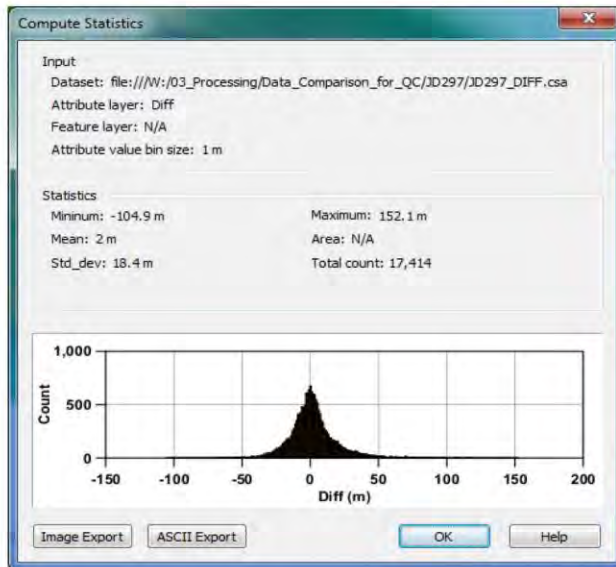 Compute Statistics
Input
Dataset: file:///W:/03_Processing/Data_Comparison_for_QC/JD297/JD297_DIFF.csa
Attribute layer: Diff
Feature layer: N/A
Attribute value bin size: 1 m
Statistics
Mininum: -104.9 m
Maximum: 152.1 m
Mean: 2 m
Area: N/A
Std_dev: 18.4 m
Total count: 17,414
1,000
500
0
Count
-150 -100 -50 0 50 100 150 200
Diff (m)
Image Export ASCII Export OK Help